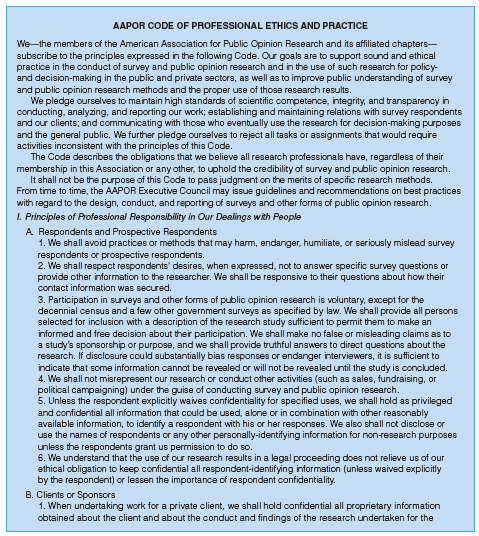 AAPOR CODE OF PROFESSIONAL ETHICS AND PRACTICE
We—the members of the American Association for Public Opinion Research and its affiliated chapters—
subscribe to the principles expressed in the following Code. Our goals are to support sound and ethical
practice in the conduct of survey and public opinion research and in the use of such research for policy-
and decision-making in the public and private sectors, as well as to improve public understanding of survey
and public opinion research methods and the proper use of those research results.
We pledge ourselves to maintain high standards of scientific competence, integrity, and transparency in
conducting, analyzing, and reporting our work; establishing and maintaining relations with survey respondents
and our clients; and communicating with those who eventually use the research for decision-making purposes
and the general public. We further pledge ourselves to reject all tasks or assignments that would require
activities inconsistent with the principles of this Code.
The Code describes the obligations that we believe all research professionals have, regardless of their
membership in this Association or any other, to uphold the credibility of survey and public opinion research.
It shall not be the purpose of this Code to pass judgment on the merits of specific research methods.
From time to time, the AAPOR Executive Council may issue guidelines and recommendations on best practices
with regard to the design, conduct, and reporting of surveys and other forms of public opinion research.
I. Principles of Professional Responsibility in Our Dealings with People
A. Respondents and Prospective Respondents
1. We shall avoid practices or methods that may harm, endanger, humiliate, or seriously mislead survey
respondents or prospective respondents.
2. We shall respect respondents' desires, when expressed, not to answer specific survey questions or
provide other information to the researcher. We shall be responsive to their questions about how their
contact information was secured.
3. Participation in surveys and other forms of public opinion research is voluntary, except for the
decennial census and a few other government surveys as specified by law. We shall provide all persons
selected for inclusion with a description of the research study sufficient to permit them to make an
informed and free decision about their participation. We shall make no false or misleading claims as to
a study's sponsorship or purpose, and we shall provide truthful answers to direct questions about the
research. If disclosure could substantially bias responses or endanger interviewers, it is sufficient to
indicate that some information cannot be revealed or will not be revealed until the study is concluded.
4. We shall not misrepresent our research or conduct other activities (such as sales, fundraising, or
political campaigning) under the guise of conducting survey and public opinion research.
5. Unless the respondent explicitly waives confidentiality for specified uses, we shall hold as privileged
and confidential all information that could be used, alone or in combination with other reasonably
available information, to identify a respondent with his or her responses. We also shall not disclose or
use the names of respondents or any other personally-identifying information for non-research purposes
unless the respondents grant us permission to do so.
6. We understand that the use of our research results in a legal proceeding does not relieve us of our
ethical obligation to keep confidential all respondent-identifying information (unless waived explicitly
by the respondent) or lessen the importance of respondent confidentiality.
B. Clients or Sponsors
1. When undertaking work for a private client, we shall hold confidential all proprietary information
obtained about the client and about the conduct and findings of the research undertaken for the